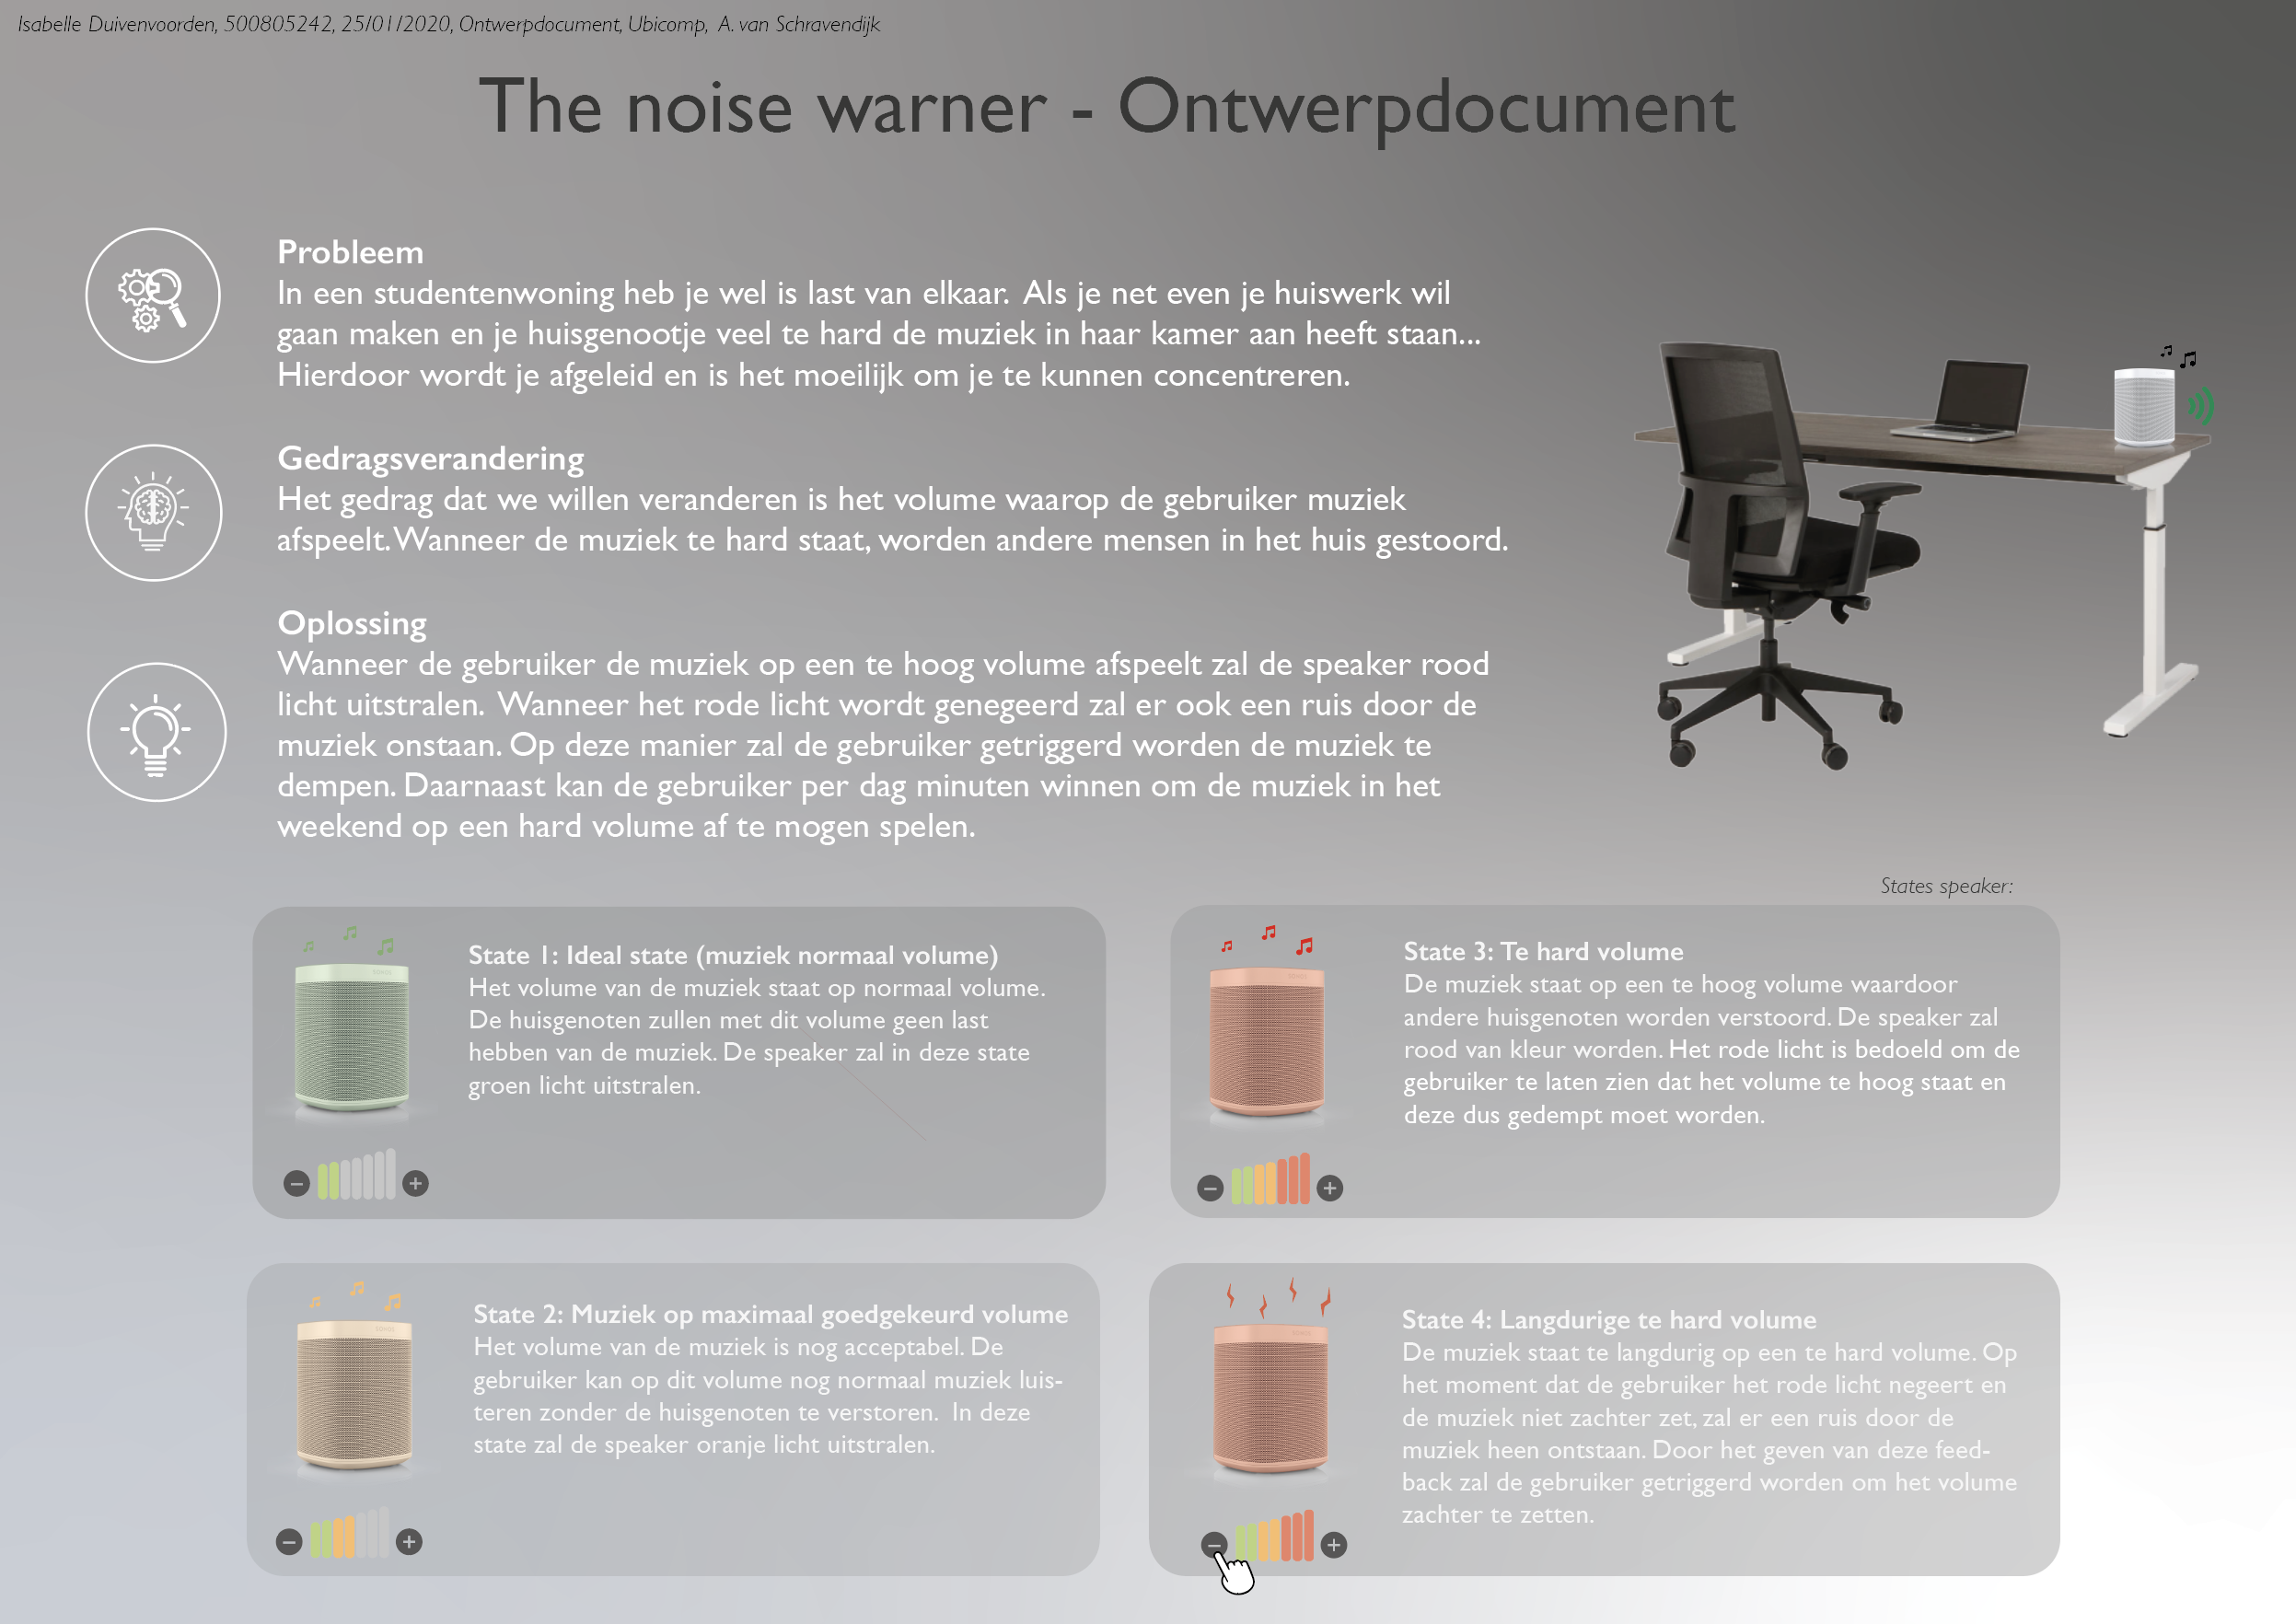 Isabelle Duivenvoorden, 500805242, 25/01/2020, Ontwerpdocument, Ubicomp, A. van Schravendijk
The noise warner - Ontwerpdocument
Probleem
In een studentenwoning heb je wel is last van elkaar. Als je net even je huiswerk wil
gaan maken en je huisgenootje veel te hard de muziek in haar kamer aan heeft staan...
Hierdoor wordt je afgeleid en is het moeilijk om je te kunnen concentreren.
Gedragsverandering
Het gedrag dat we willen veranderen is het volume waarop de gebruiker muziek
afspeelt. Wanneer de muziek te hard staat, worden andere mensen in het huis gestoord.
Oplossing
Wanneer de gebruiker de muziek op een te hoog volume afspeelt zal de speaker rood
licht uitstralen. Wanneer het rode licht wordt genegeerd zal er ook een ruis door de
muziek onstaan. Op deze manier zal de gebruiker getriggerd worden de muziek te
dempen. Daarnaast kan de gebruiker per dag minuten winnen om de muziek in het
weekend op een hard volume af te mogen spelen.
States speaker:
State 1: Ideal state (muziek normaal volume)
Het volume van de muziek staat op normaal volume.
De huisgenoten zullen met dit volume geen last
hebben van de muziek. De speaker zal in deze state
groen licht uitstralen.
State 2: Muziek op maximaal goedgekeurd volume
Het volume van de muziek is nog acceptabel. De
gebruiker kan op dit volume nog normaal muziek luis-
teren zonder de huisgenoten te verstoren. In deze
state zal de speaker oranje licht uitstralen.
State 3: Te hard volume
De muziek staat op een te hoog volume waardoor
andere huisgenoten worden verstoord. De speaker zal
rood van kleur worden. Het rode licht is bedoeld om de
gebruiker te laten zien dat het volume te hoog staat en
deze dus gedempt moet worden.
State 4: Langdurige te hard volume
De muziek staat te langdurig op een te hard volume. Op
het moment dat de gebruiker het rode licht negeert en
de muziek niet zachter zet, zal er een ruis door de
muziek heen ontstaan. Door het geven van deze feed-
back zal de gebruiker getriggerd worden om het volume
zachter te zetten.